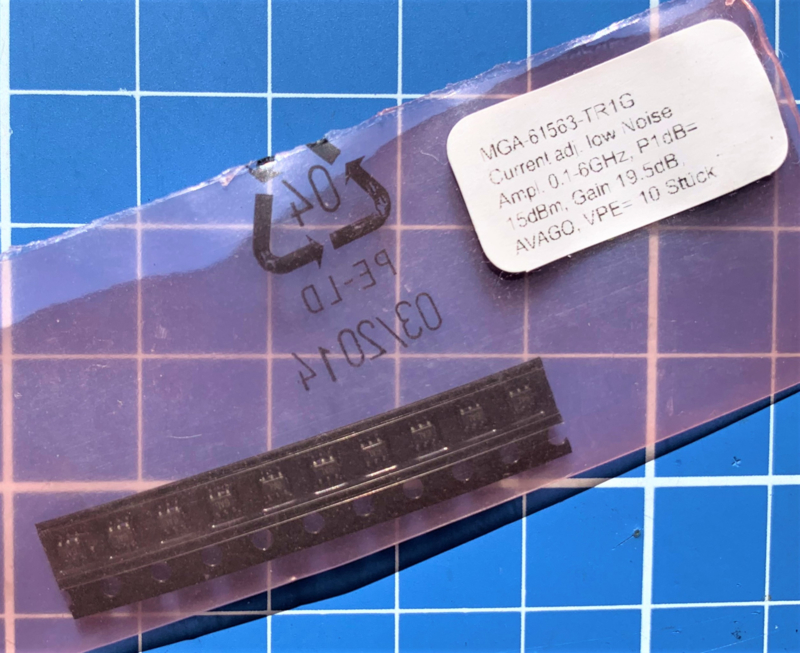 MGA-61563-TR1G
Current adj. low Noise
Ampl. 0.1-6GHz, P1dB=
15dBm, Gain 19.5dB
AVAGO, VPE= 10 Stück
04
PE-LD
03/2014